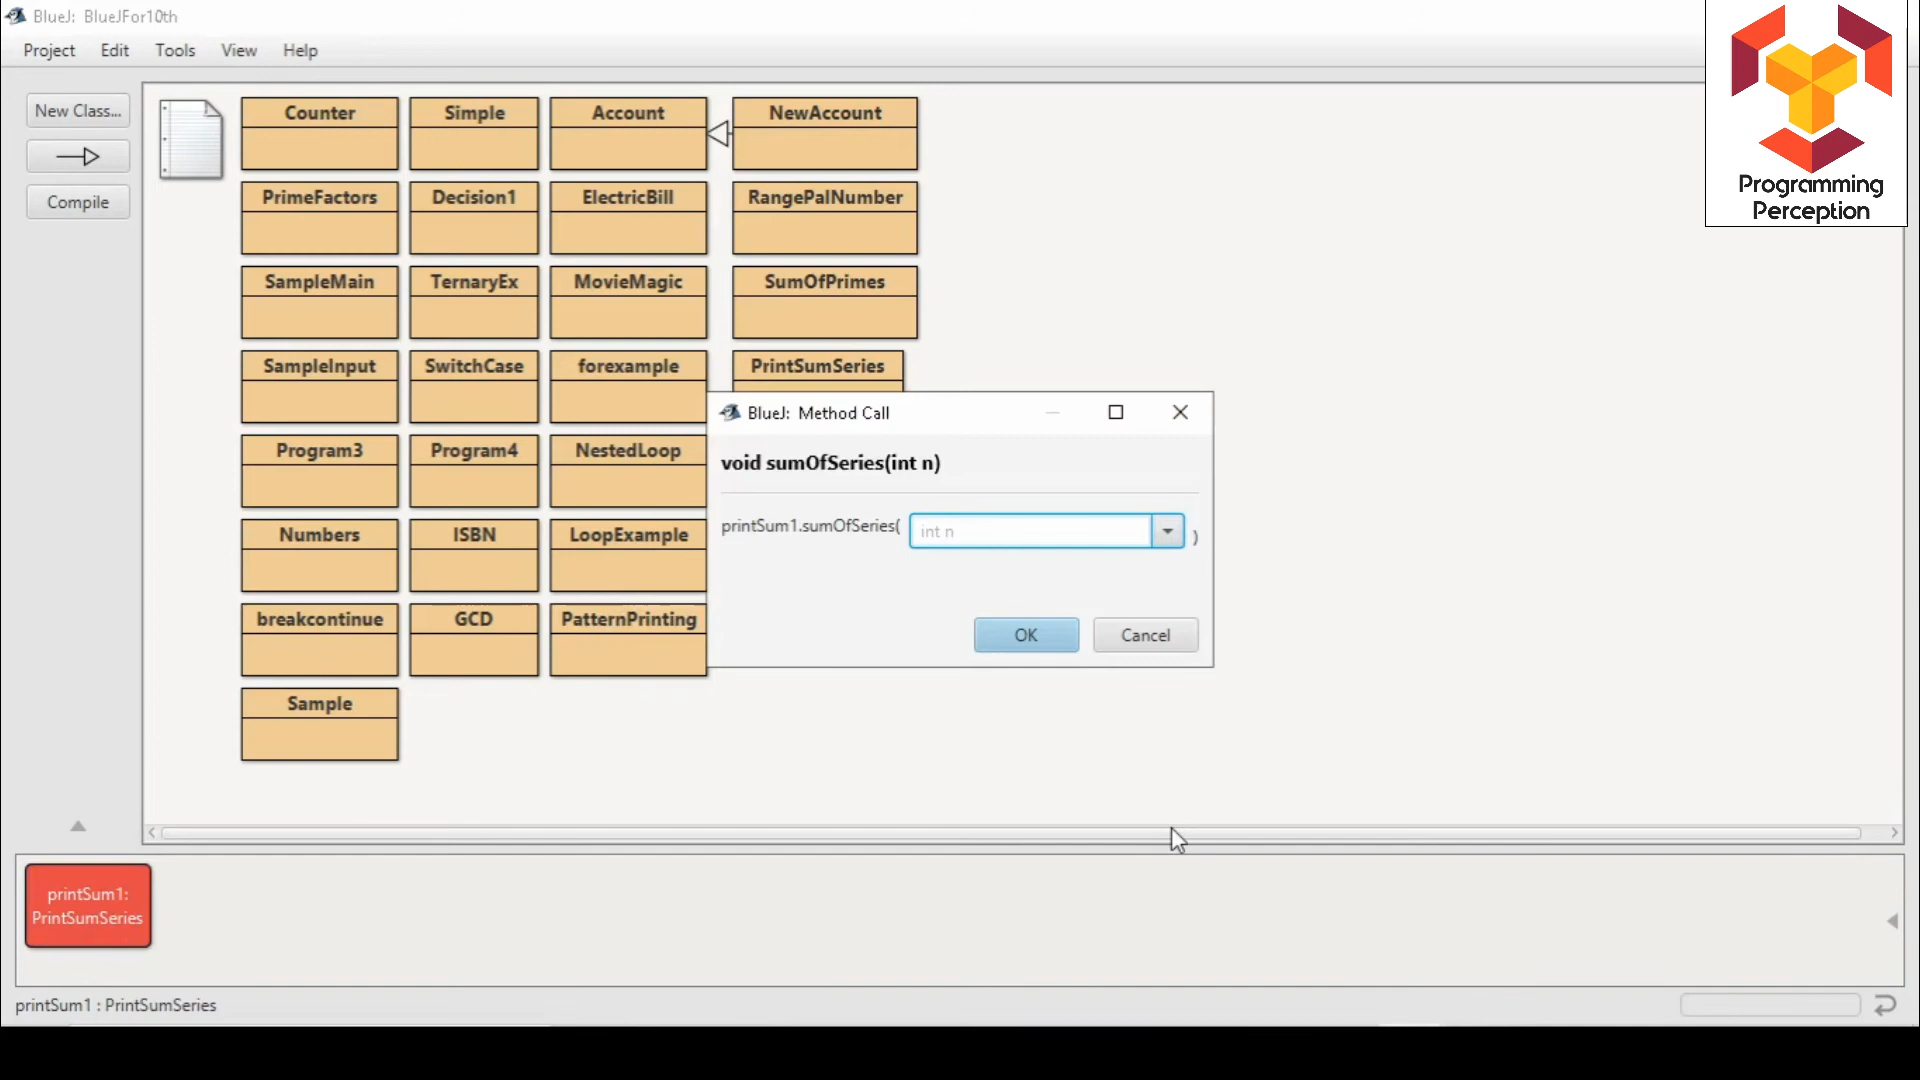 BlueJ: BlueJFor10th
Project Edit Tools View Help
New Class...
Compile
Counter Simple Account NewAccount
PrimeFactors Decision1 ElectricBill RangePalNumber
SampleMain TernaryEx MovieMagic SumOfPrimes
SampleInput SwitchCase forexample PrintSumSeries
Program3 Program4 NestedLoop
Numbers ISBN LoopExample
breakcontinue GCD PatternPrinting
Sample
BlueJ: Method Call
void sumOfSeries(int n)
printSum1.sumOfSeries( int n )
OK Cancel
Programming
Perception
printSum1:
PrintSumSeries
printSum1 : PrintSumSeries